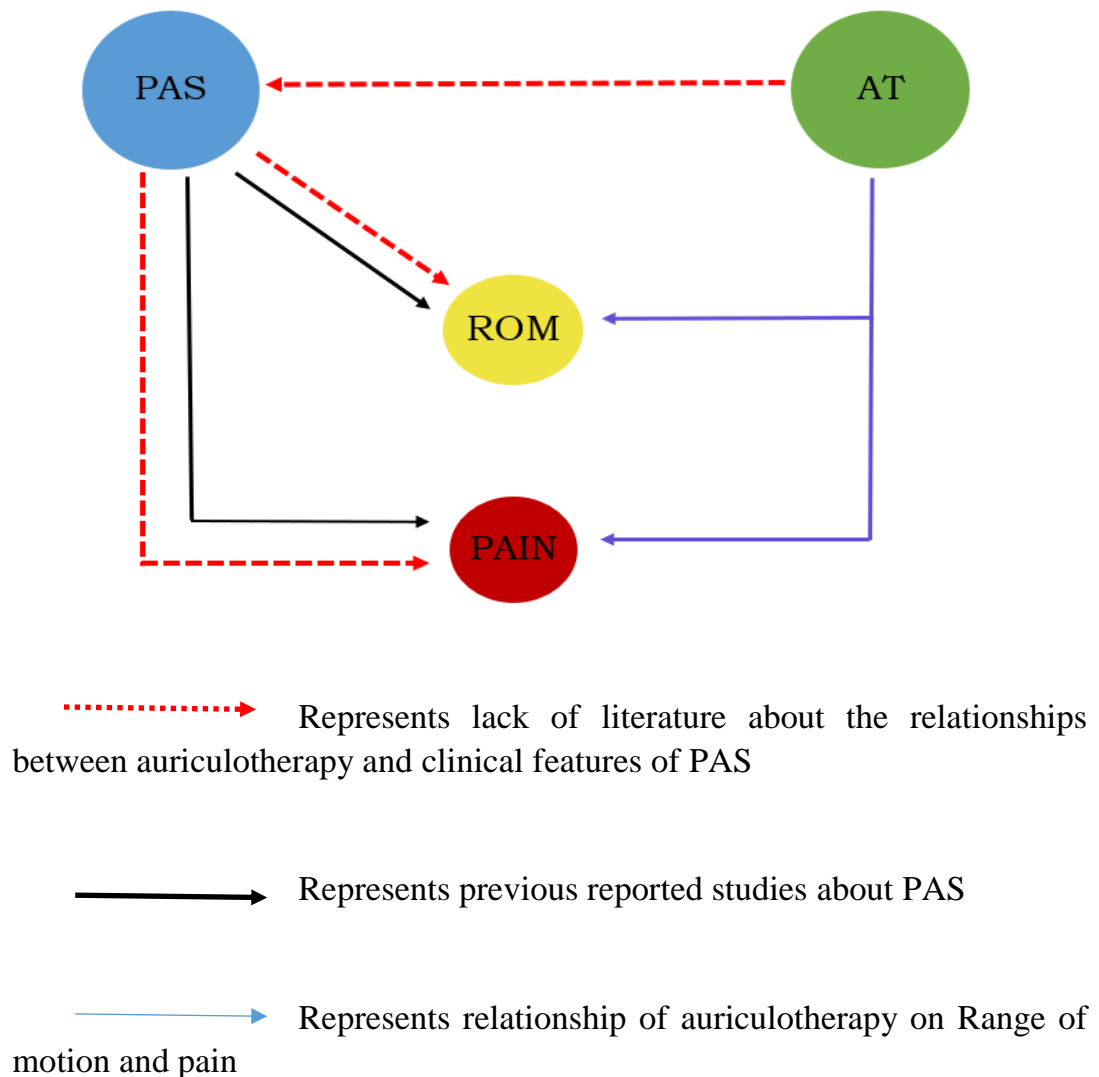 PAS
AT
ROM
PAIN
Represents lack of literature about the relationships
between auriculotherapy and clinical features of PAS
Represents previous reported studies about PAS
Represents relationship of auriculotherapy on Range of
motion and pain